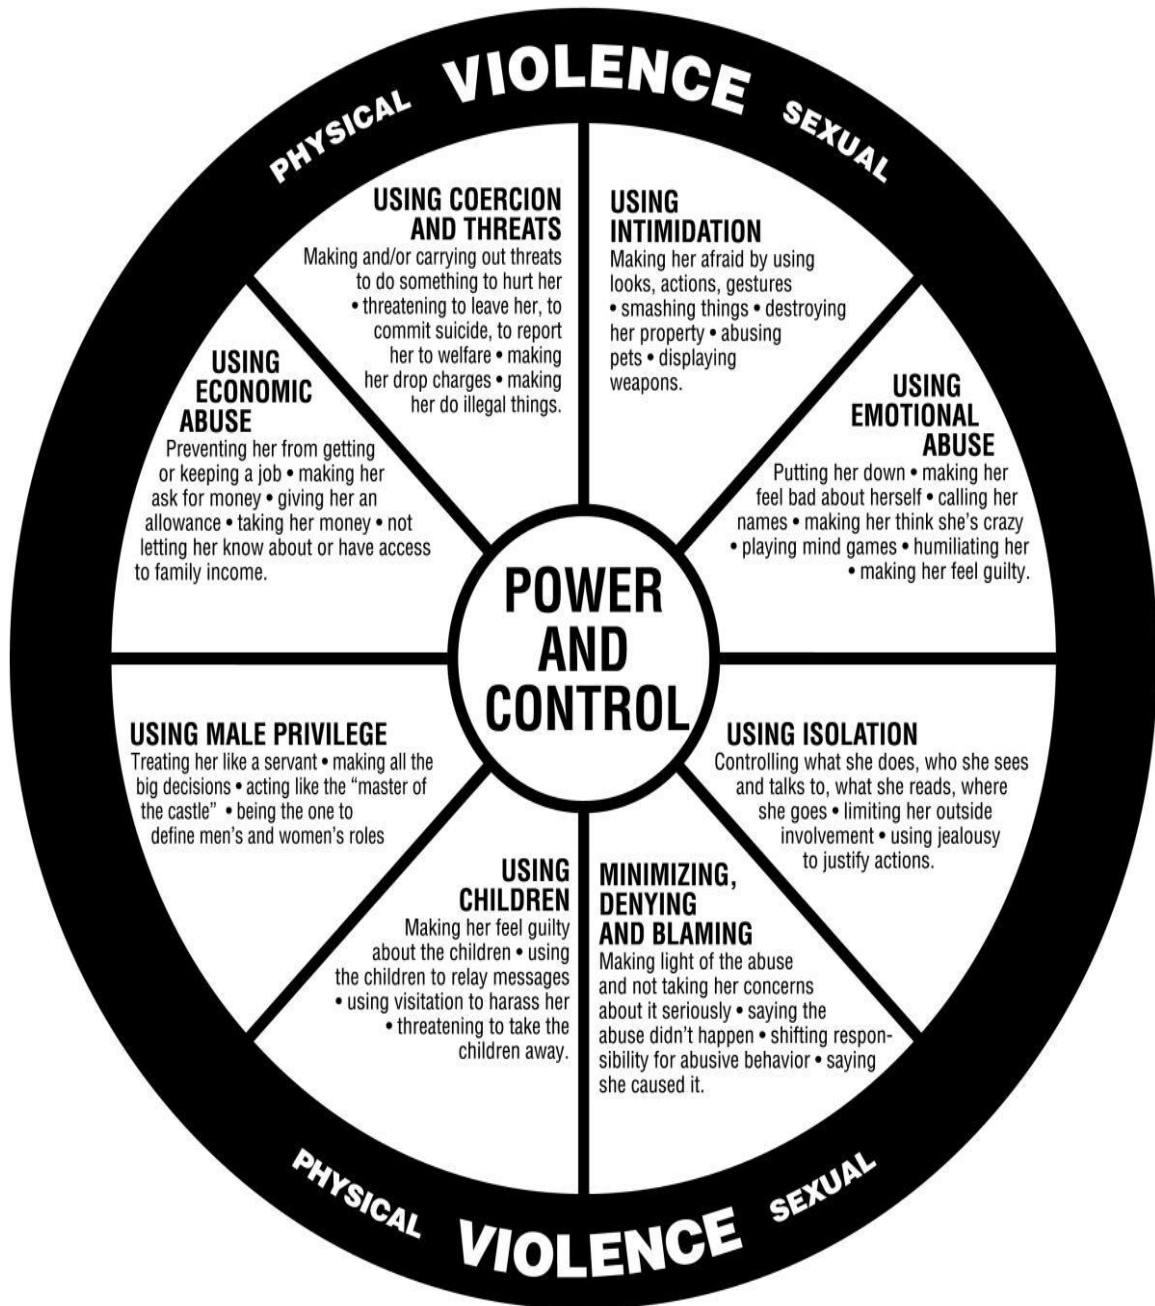 PHYSICAL VIOLENCE SEXUAL
USING COERCION
AND THREATS
Making and/or carrying out threats
to do something to hurt her
• threatening to leave her, to
commit suicide, to report
her to welfare • making
her drop charges • making
her do illegal things.
USING
INTIMIDATION
Making her afraid by using
looks, actions, gestures
• smashing things • destroying
her property • abusing
pets • displaying
weapons.
USING
ECONOMIC
ABUSE
Preventing her from getting
or keeping a job • making her
ask for money • giving her an
allowance • taking her money • not
letting her know about or have access
to family income.
USING
EMOTIONAL
ABUSE
Putting her down • making her
feel bad about herself • calling her
names • making her think she's crazy
• playing mind games • humiliating her
• making her feel guilty.
POWER
AND
CONTROL
USING MALE PRIVILEGE
Treating her like a servant • making all the
big decisions • acting like the “master of
the castle” • being the one to
define men's and women's roles
USING ISOLATION
Controlling what she does, who she sees
and talks to, what she reads, where
she goes • limiting her outside
involvement • using jealousy
to justify actions.
USING
CHILDREN
Making her feel guilty
about the children • using
the children to relay messages
• using visitation to harass her
• threatening to take the
children away.
MINIMIZING,
DENYING
AND BLAMING
Making light of the abuse
and not taking her concerns
about it seriously • saying the
abuse didn't happen • shifting respon-
sibility for abusive behavior • saying
she caused it.
PHYSICAL VIOLENCE SEXUAL